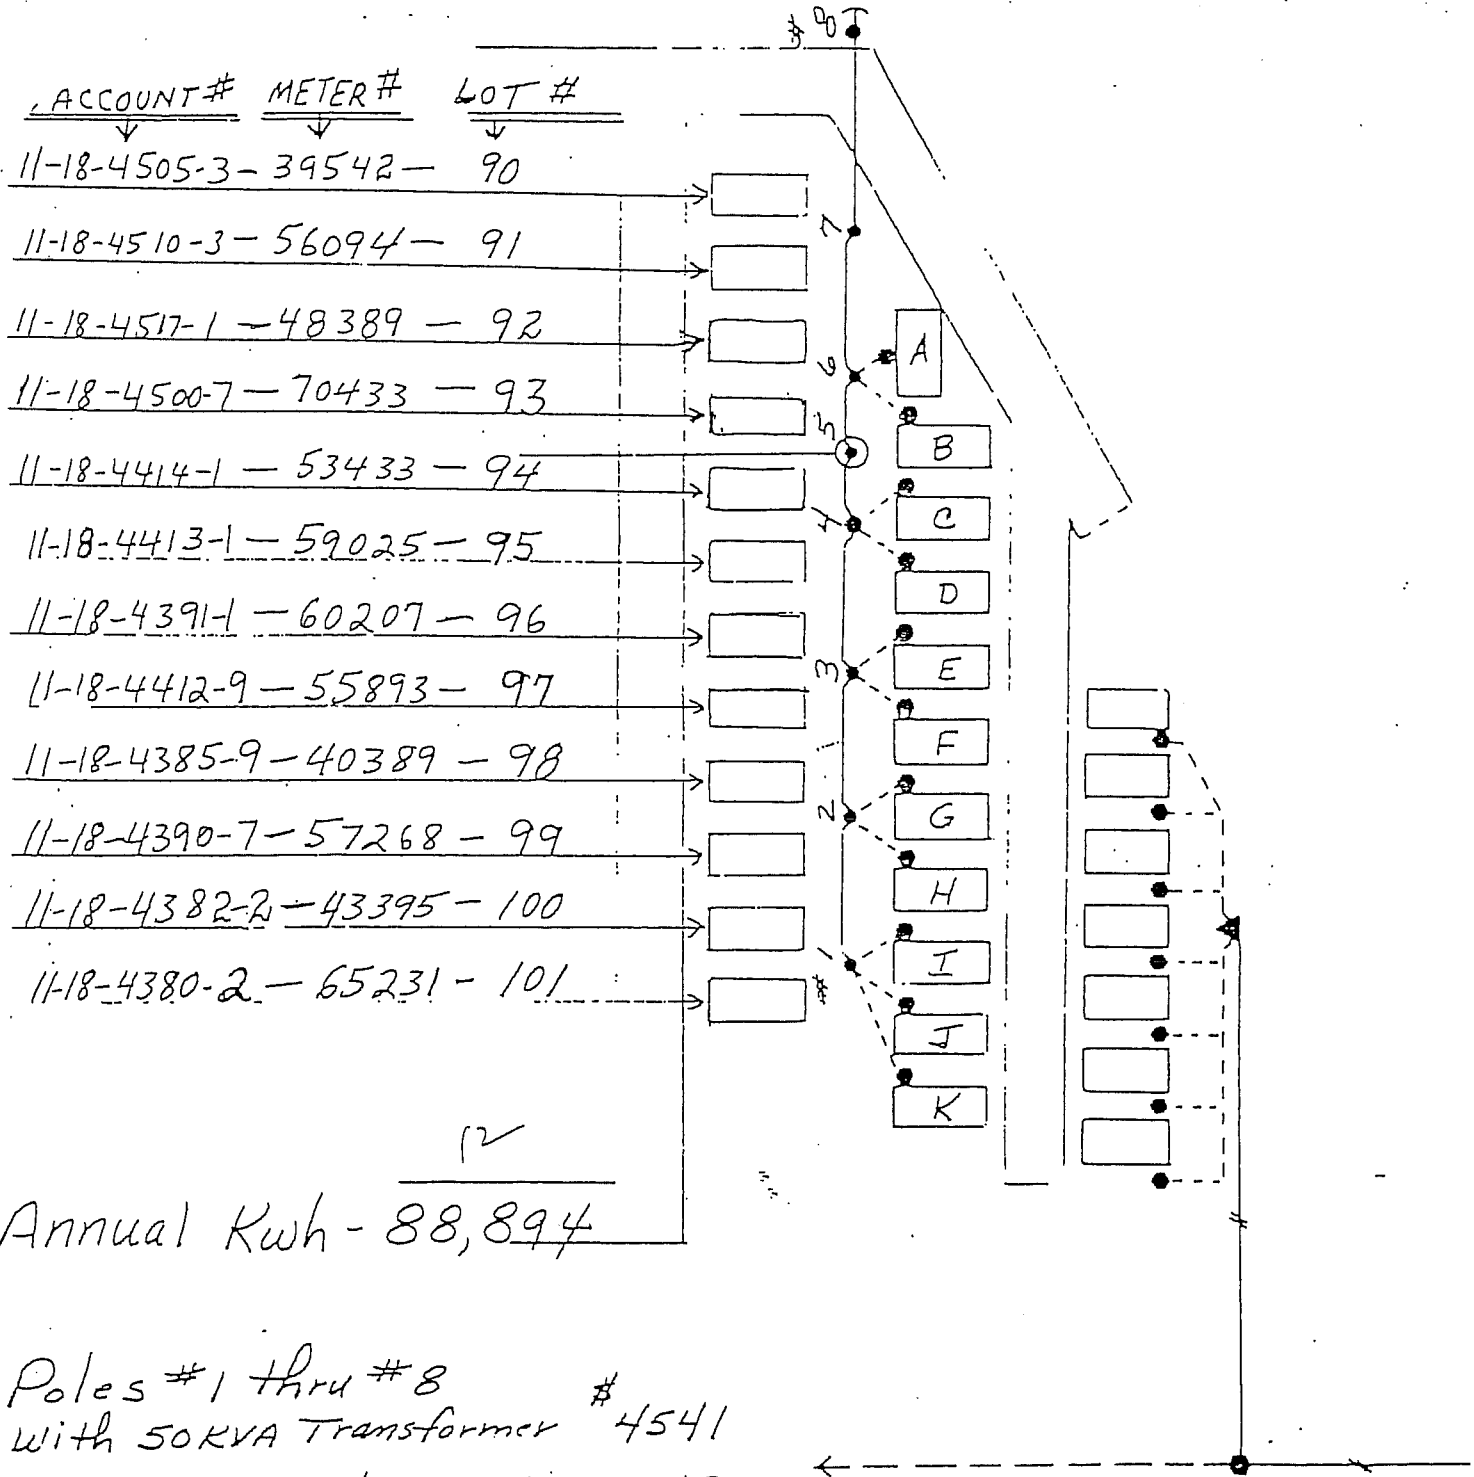 ACCOUNT# METER# LOT #
11-18-4505-3 - 39542 - 90
11-18-4510-3 - 56094 - 91
11-18-4517-1 - 48389 - 92
11-18-4500-7 - 70433 - 93
11-18-4414-1 - 53433 - 94
11-18-4413-1 - 59025 - 95
11-18-4391-1 - 60207 - 96
11-18-4412-9 - 55893 - 97
11-18-4385-9 - 40389 - 98
11-18-4390-7 - 57268 - 99
11-18-4382-2 - 43395 - 100
11-18-4380-2 - 65231 - 101
#8
7
6
5
4
3
2
#1
A
B
C
D
E
F
G
H
I
J
K
12
Annual Kwh - 88,894
Poles #1 thru #8
with 50KVA Transformer $4541